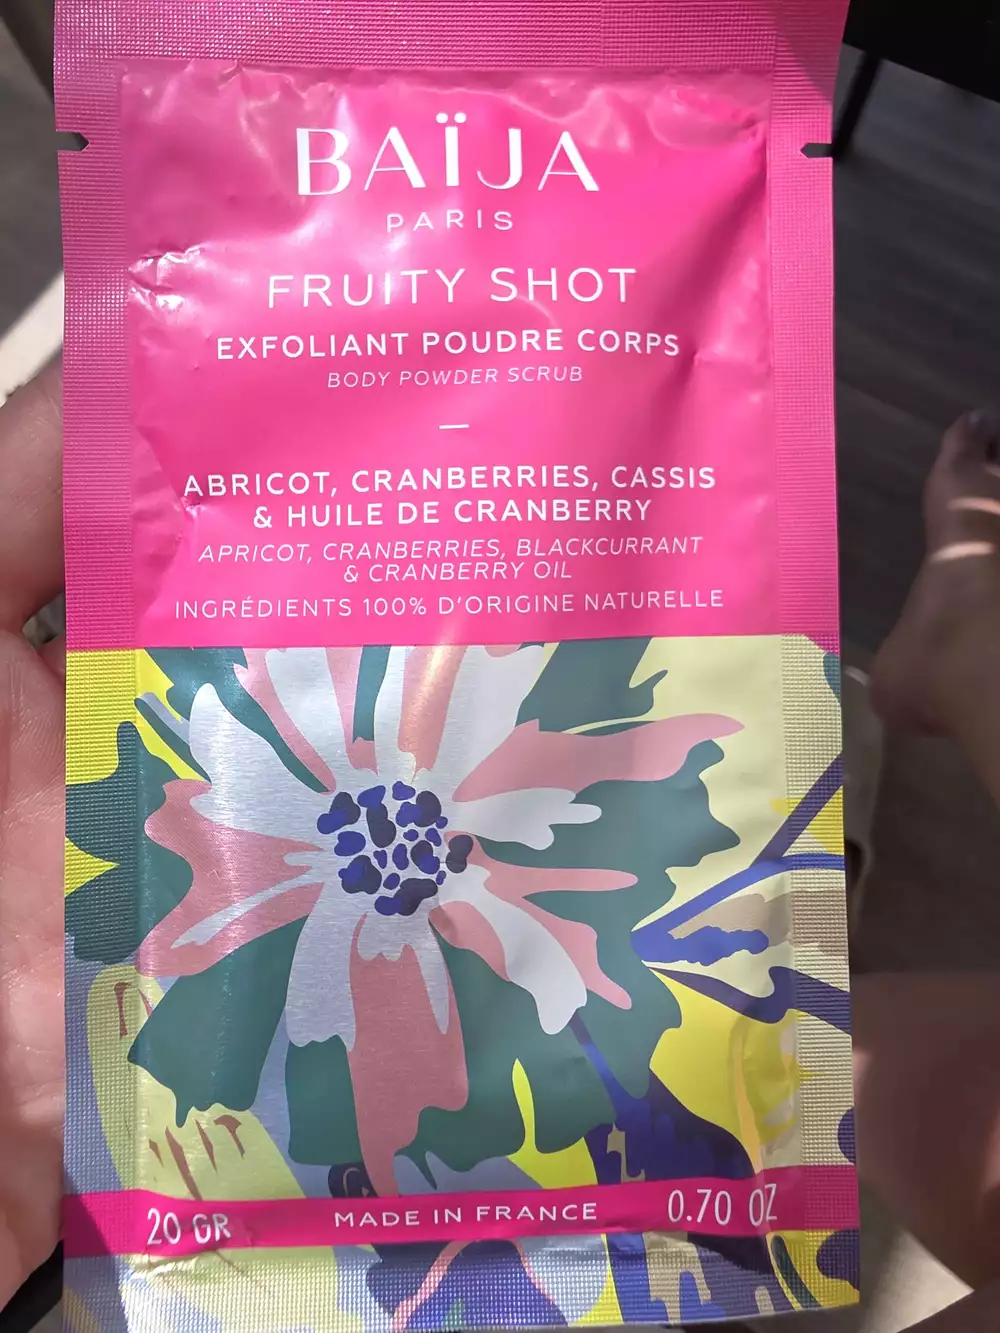 BAÏJA
PARIS
FRUITY SHOT
EXFOLIANT POUDRE CORPS
BODY POWDER SCRUB
—
ABRICOT, CRANBERRIES, CASSIS
& HUILE DE CRANBERRY
APRICOT, CRANBERRIES, BLACKCURRANT
& CRANBERRY OIL
INGRÉDIENTS 100% D'ORIGINE NATURELLE
20 GR MADE IN FRANCE 0.70 OZ